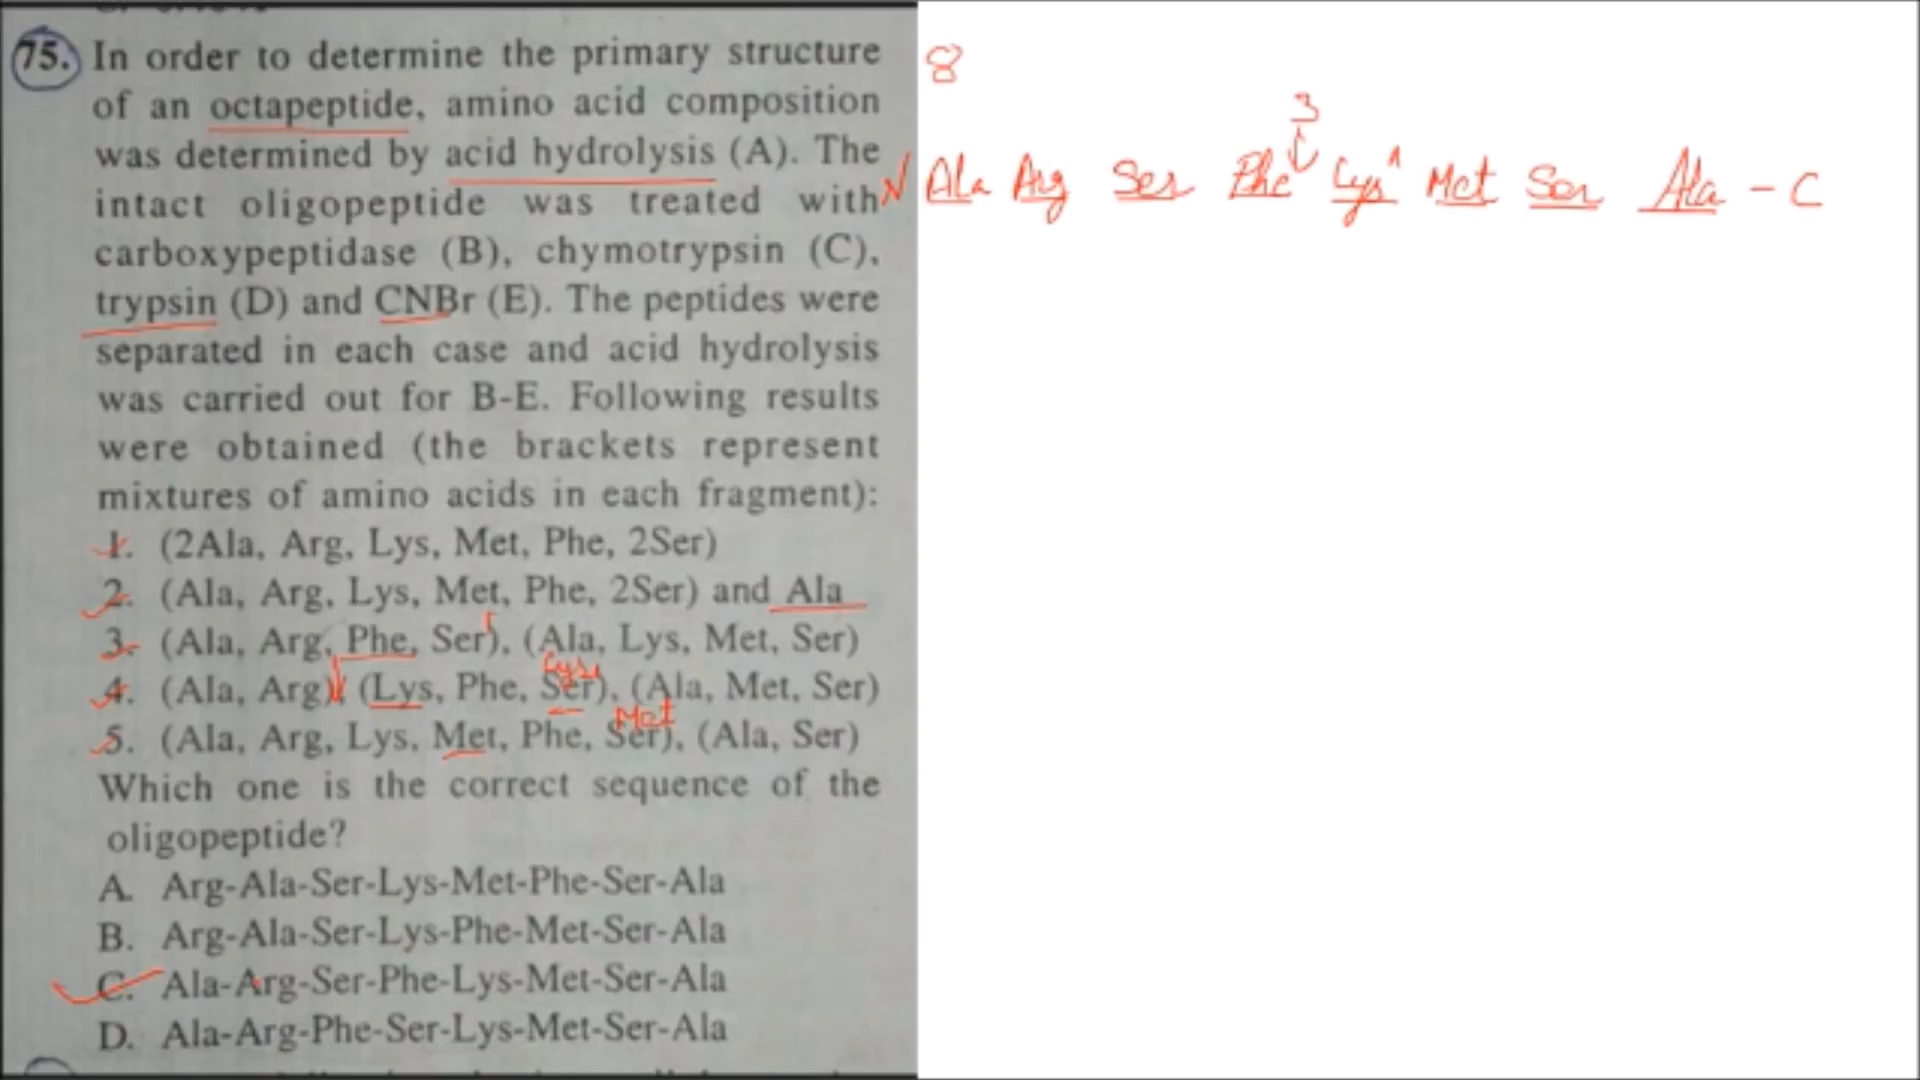 75. In order to determine the primary structure
of an octapeptide, amino acid composition
was determined by acid hydrolysis (A). The
intact oligopeptide was treated with
carboxypeptidase (B), chymotrypsin (C),
trypsin (D) and CNBr (E). The peptides were
separated in each case and acid hydrolysis
was carried out for B-E. Following results
were obtained (the brackets represent
mixtures of amino acids in each fragment):
1. (2Ala, Arg, Lys, Met, Phe, 2Ser)
2. (Ala, Arg, Lys, Met, Phe, 2Ser) and Ala
3. (Ala, Arg, Phe, Ser), (Ala, Lys, Met, Ser)
Lys
4. (Ala, Arg), (Lys, Phe, Ser), (Ala, Met, Ser)
Met
5. (Ala, Arg, Lys, Met, Phe, Ser), (Ala, Ser)
Which one is the correct sequence of the
oligopeptide?
A. Arg-Ala-Ser-Lys-Met-Phe-Ser-Ala
B. Arg-Ala-Ser-Lys-Phe-Met-Ser-Ala
C. Ala-Arg-Ser-Phe-Lys-Met-Ser-Ala
D. Ala-Arg-Phe-Ser-Lys-Met-Ser-Ala
8
3
N Ala Arg Ser Phe Lys Met Ser Ala - C